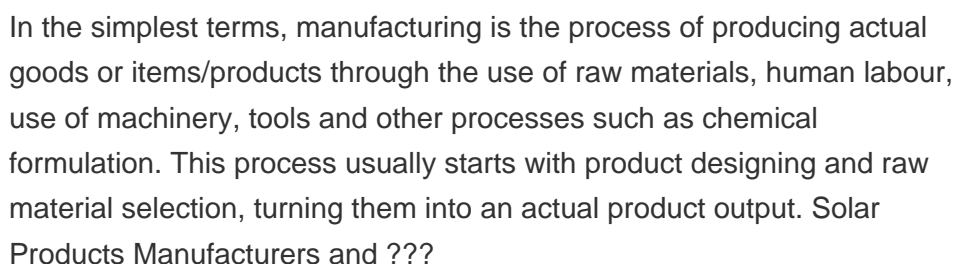 In the simplest terms, manufacturing is the process of producing actual
goods or items/products through the use of raw materials, human labour,
use of machinery, tools and other processes such as chemical
formulation. This process usually starts with product designing and raw
material selection, turning them into an actual product output. Solar
Products Manufacturers and ???